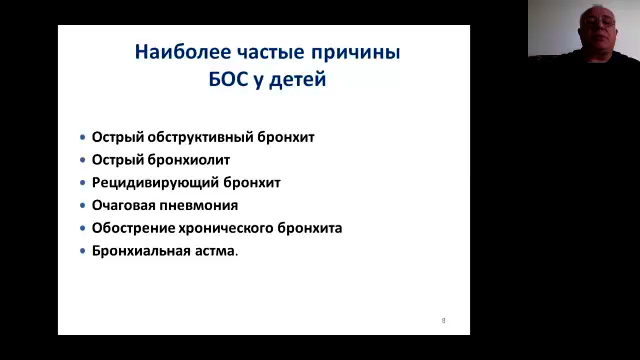 Наиболее частые причины
БОС у детей
• Острый обструктивный бронхит
• Острый бронхиолит
• Рецидивирующий бронхит
• Очаговая пневмония
• Обострение хронического бронхита
• Бронхиальная астма.
8